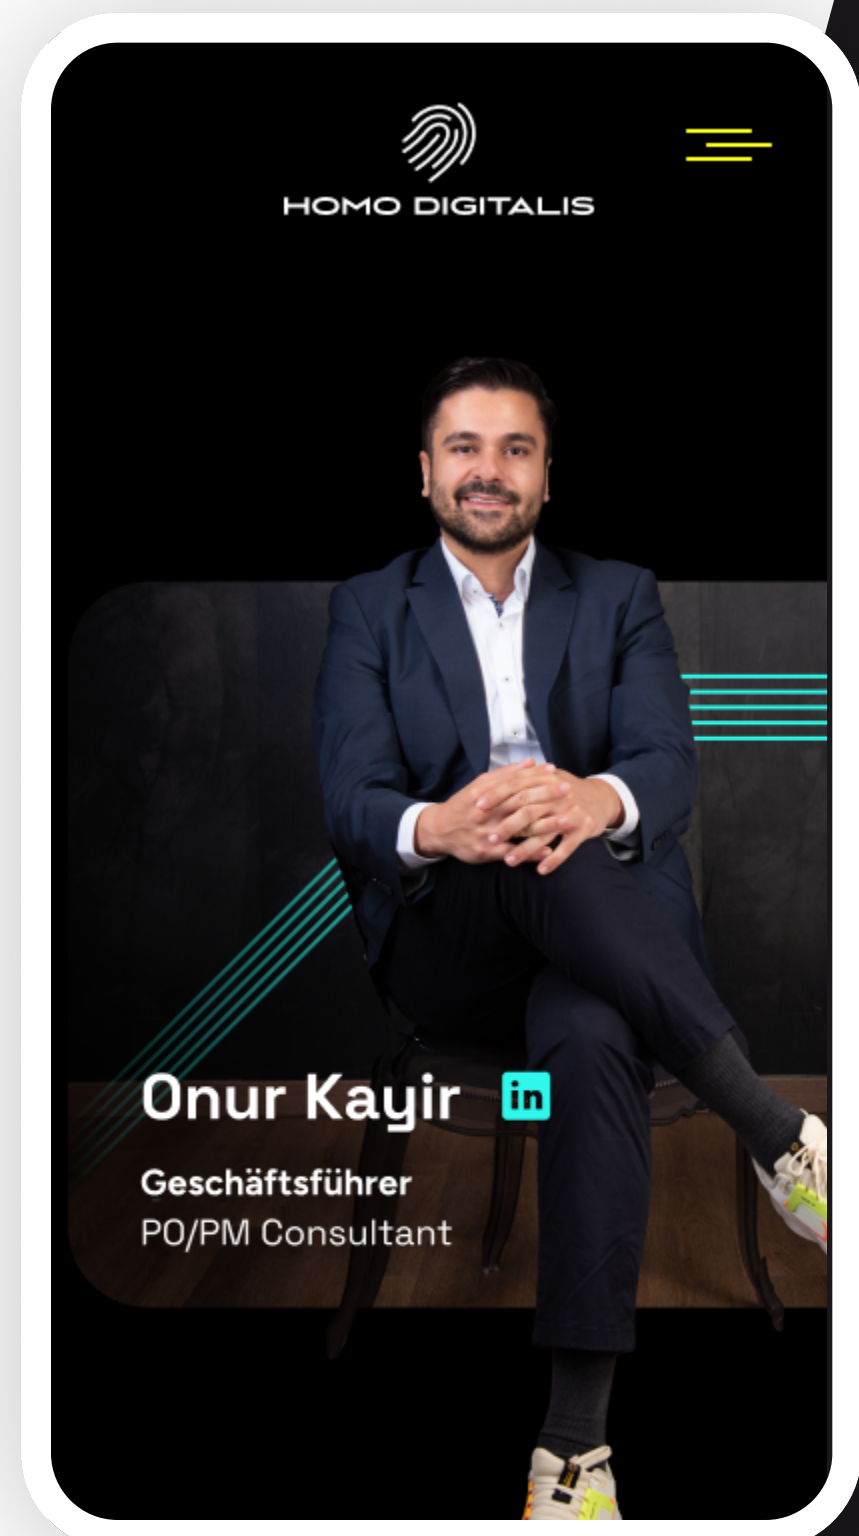 HOMO DIGITALIS
Onur Kayir in
Geschäftsführer
PO/PM Consultant